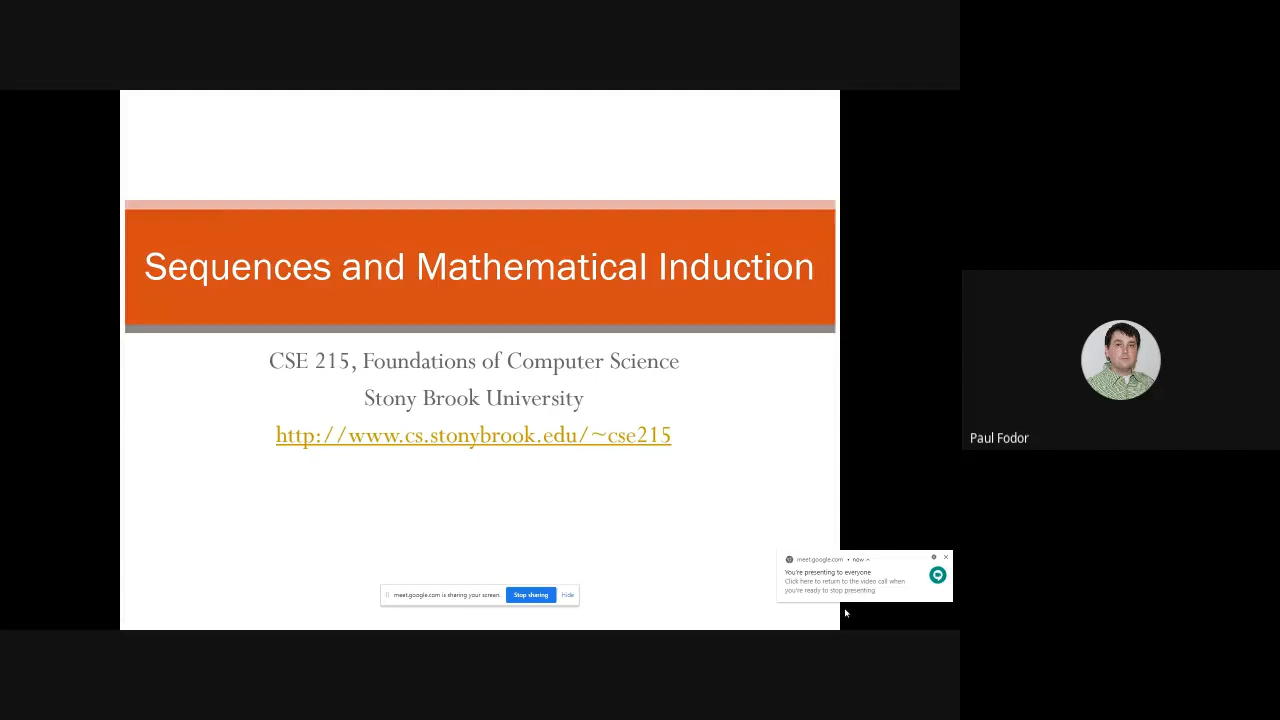 Sequences and Mathematical Induction
CSE 215, Foundations of Computer Science
Stony Brook University
http://www.cs.stonybrook.edu/~cse215
Paul Fodor
meet.google.com • now
You're presenting to everyone
Click here to return to the video call when
you're ready to stop presenting
meet.google.com is sharing your screen.
Stop sharing
Hide